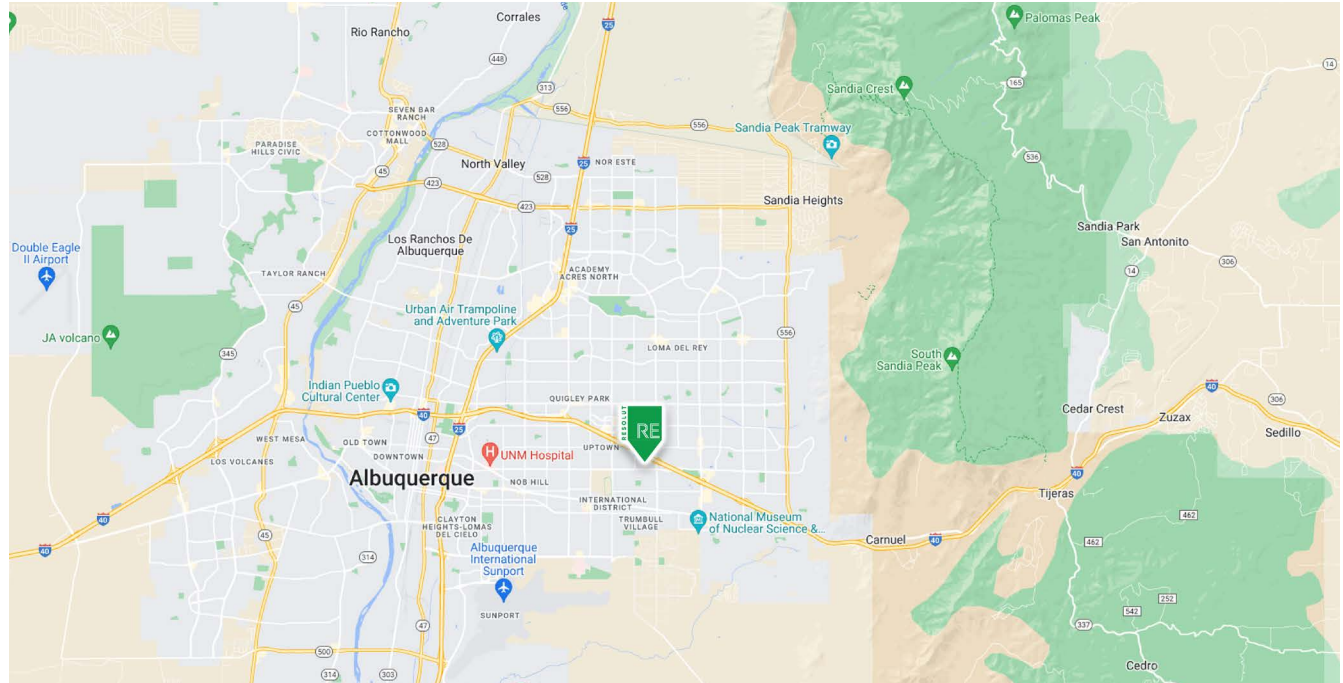 Corrales
Palomas Peak
25
Rio Rancho
448
14
165
Sandia Crest
313
556
SEVEN BAR
RANCH
556
556
Sandia Peak Tramway
COTTONWOOD
MALL
528
PARADISE
HILLS CIVIC
North Valley
25
NOR ESTE
536
45
528
423
423
Sandia Heights
25
Sandia Park
San Antonito
Los Ranchos De
Albuquerque
Double Eagle
II Airport
306
14
TAYLOR RANCH
ACADEMY
ACRES NORTH
45
Urban Air Trampoline
and Adventure Park
556
JA volcano
345
LOMA DEL REY
South
Sandia Peak
Indian Pueblo
Cultural Center
40
QUIGLEY PARK
306
RESOLUT
RE
40
Cedar Crest
Zuzax
47
25
Sedillo
WEST MESA
OLD TOWN
DOWNTOWN
H
UNM Hospital
UPTOWN
LOS VOLCANES
Albuquerque
NOB HILL
40
Tijeras
INTERNATIONAL
DISTRICT
40
CLAYTON
HEIGHTS-LOMAS
DEL CIELO
TRUMBULL
VILLAGE
National Museum
of Nuclear Science &...
462
45
Carnuel
40
462
40
314
Albuquerque
International
Sunport
SUNPORT
252
542
47
337
500
Cedro
314
303